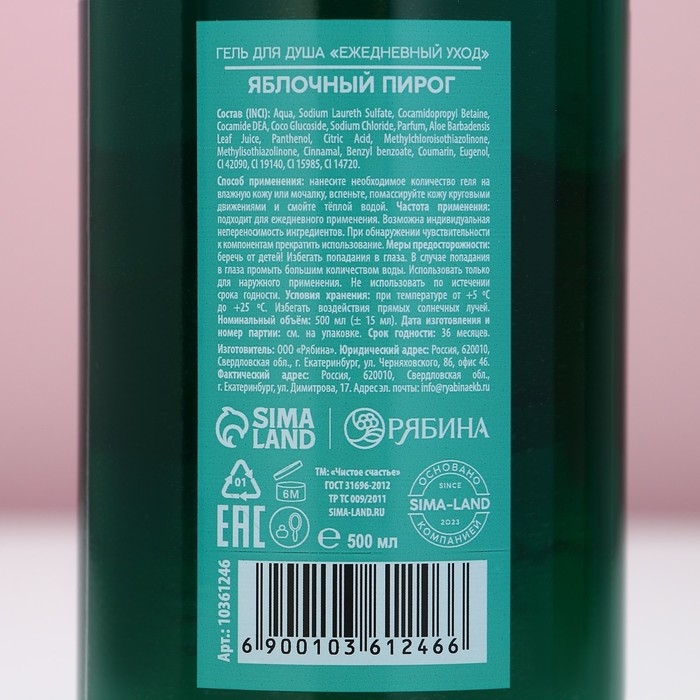 ГЕЛЬ ДЛЯ ДУША «ЕЖЕДНЕВНЫЙ УХОД»
ЯБЛОЧНЫЙ ПИРОГ
Состав (INCI): Aqua, Sodium Laureth Sulfate, Cocamidopropyl Betaine,
Cocamide DEA, Coco Glucoside, Sodium Chloride, Parfum, Aloe Barbadensis
Leaf Juice, Panthenol, Citric Acid, Methylchloroisothiazolinone,
Methylisothiazolinone, Cinnamal, Benzyl benzoate, Coumarin, Eugenol,
CI 42090, CI 19140, CI 15985, CI 14720.
Способ применения: нанесите необходимое количество геля на
влажную кожу или мочалку, вспеньте, помассируйте кожу круговыми
движениями и смойте тёплой водой. Частота применения:
подходит для ежедневного применения. Возможна индивидуальная
непереносимость ингредиентов. При обнаружении чувствительности
к компонентам прекратить использование. Меры предосторожности:
беречь от детей! Избегать попадания в глаза. В случае попадания
в глаза промыть большим количеством воды. Использовать только
для наружного применения. Не использовать по истечении
срока годности. Условия хранения: при температуре от +5 °C
до +25 °C. Избегать воздействия прямых солнечных лучей.
Номинальный объём: 500 мл (± 15 мл). Дата изготовления и
номер партии: см. на упаковке. Срок годности: 36 месяцев.
Изготовитель: ООО «Рябина». Юридический адрес: Россия, 620010,
Свердловская обл., г. Екатеринбург, ул. Черняховского, 86, офис 46.
Фактический адрес: Россия, 620010, Свердловская обл.,
г. Екатеринбург, ул. Димитрова, 17. Адрес эл. почты: info@ryabinaekb.ru
SIMA
LAND
РЯБИНА
01
6M
ТМ: «Чистое счастье»
ГОСТ 31696-2012
ТР ТС 009/2011
SIMA-LAND.RU
ОСНОВАНО
SINCE
SIMA-LAND
2023
КОМПАНИЕЙ
EAC
℮ 500 мл
Арт.: 10361246
6 900103 612466